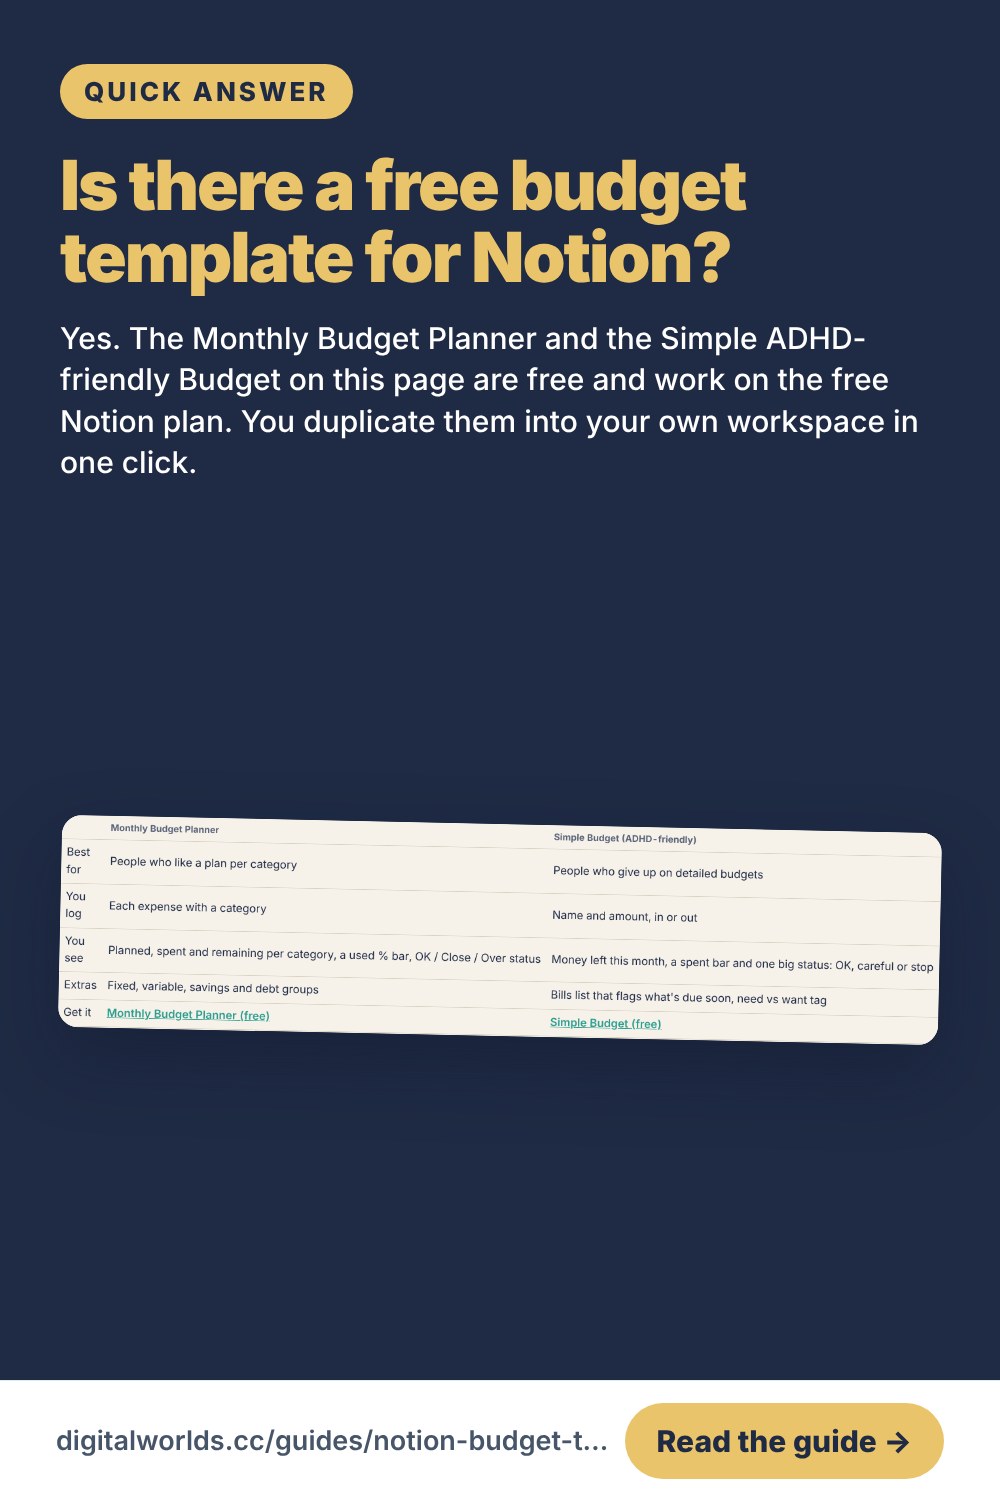 QUICK ANSWER
Is there a free budget
template for Notion?
Yes. The Monthly Budget Planner and the Simple ADHD-
friendly Budget on this page are free and work on the free
Notion plan. You duplicate them into your own workspace in
one click.
Monthly Budget Planner Simple Budget (ADHD-friendly)
Best for People who like a plan per category People who give up on detailed budgets
You log Each expense with a category Name and amount, in or out
You see Planned, spent and remaining per category, a used % bar, OK / Close / Over status Money left this month, a spent bar and one big status: OK, careful or stop
Extras Fixed, variable, savings and debt groups Bills list that flags what's due soon, need vs want tag
Get it Monthly Budget Planner (free) Simple Budget (free)
digitalworlds.cc/guides/notion-budget-t... Read the guide →